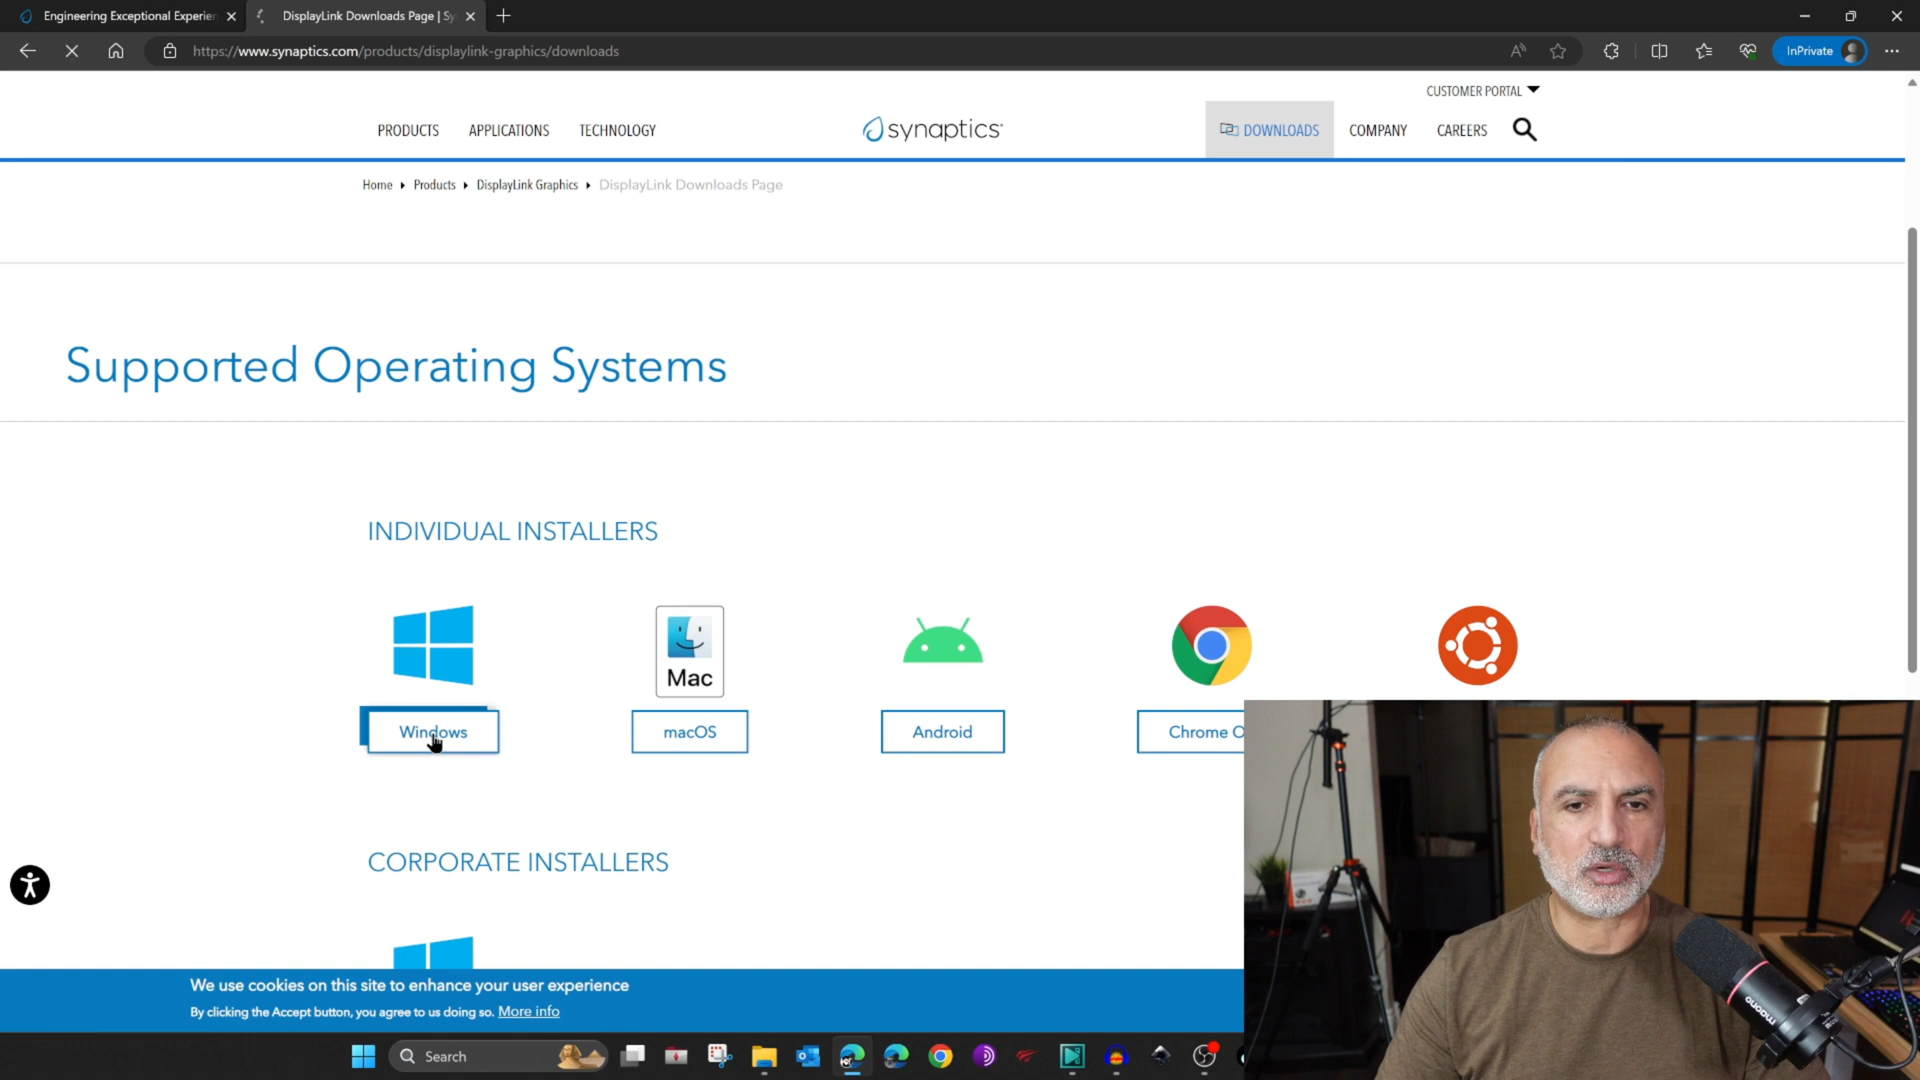 Engineering Exceptional Experien
DisplayLink Downloads Page | Sy
https://www.synaptics.com/products/displaylink-graphics/downloads
InPrivate
CUSTOMER PORTAL
PRODUCTS APPLICATIONS TECHNOLOGY
synaptics
DOWNLOADS COMPANY CAREERS
Home Products DisplayLink Graphics DisplayLink Downloads Page
Supported Operating Systems
INDIVIDUAL INSTALLERS
Mac
Windows macOS Android Chrome O
CORPORATE INSTALLERS
We use cookies on this site to enhance your user experience
By clicking the Accept button, you agree to us doing so. More info
maono
Search